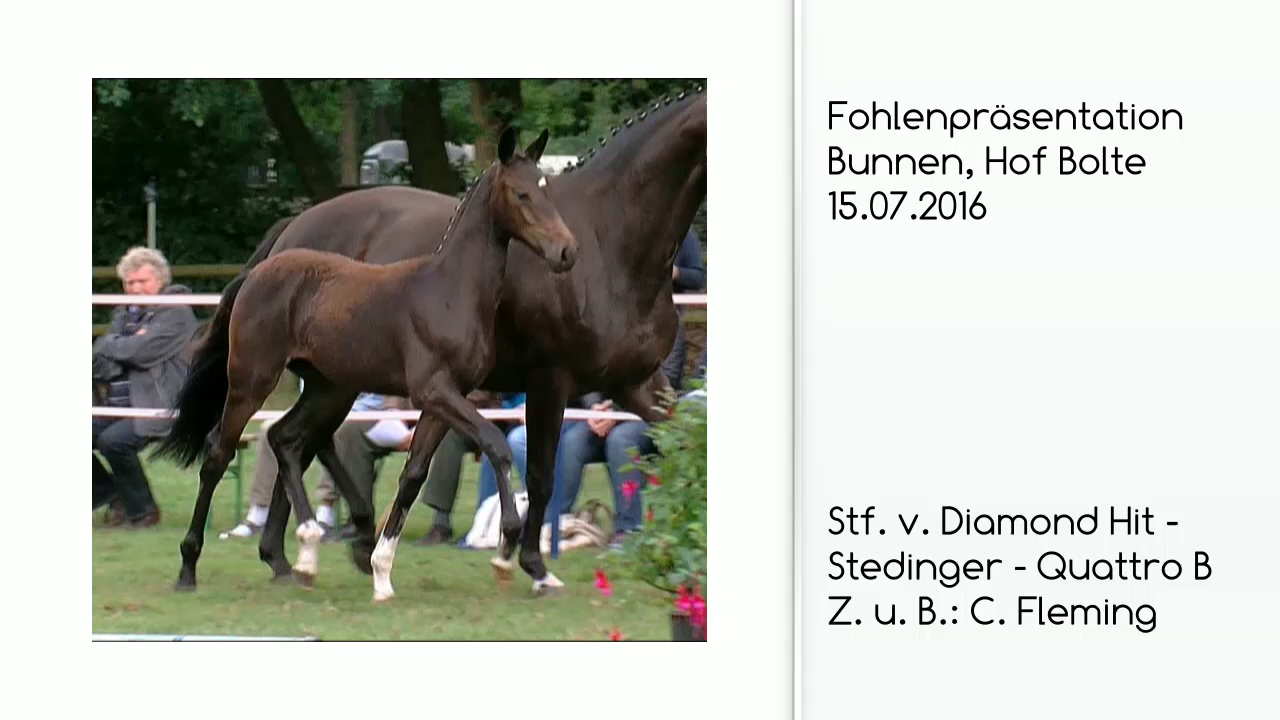 Fohlenpräsentation
Bunnen, Hof Bolte
15.07.2016
Stf. v. Diamond Hit -
Stedinger - Quattro B
Z. u. B.: C. Fleming